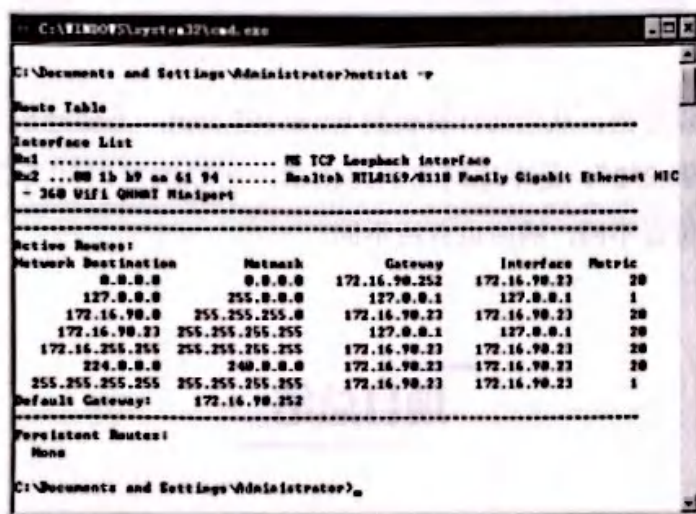 C:\WINDOWS\system32\cmd.exe
C:\Documents and Settings\Administrator>netstat -r
Route Table
===========================================================================
Interface List
0x1 ........................... MS TCP Loopback interface
0x2 ...00 1b b9 aa 61 94 ...... Realtek RTL8169/8110 Family Gigabit Ethernet NIC
- 360 WiFi QHNAT Miniport
===========================================================================
===========================================================================
Active Routes:
Network Destination Netmask Gateway Interface Metric
0.0.0.0 0.0.0.0 172.16.90.252 172.16.90.23 20
127.0.0.0 255.0.0.0 127.0.0.1 127.0.0.1 1
172.16.90.0 255.255.255.0 172.16.90.23 172.16.90.23 20
172.16.90.23 255.255.255.255 127.0.0.1 127.0.0.1 20
172.16.255.255 255.255.255.255 172.16.90.23 172.16.90.23 20
224.0.0.0 240.0.0.0 172.16.90.23 172.16.90.23 20
255.255.255.255 255.255.255.255 172.16.90.23 172.16.90.23 1
Default Gateway: 172.16.90.252
===========================================================================
Persistent Routes:
None
C:\Documents and Settings\Administrator>_